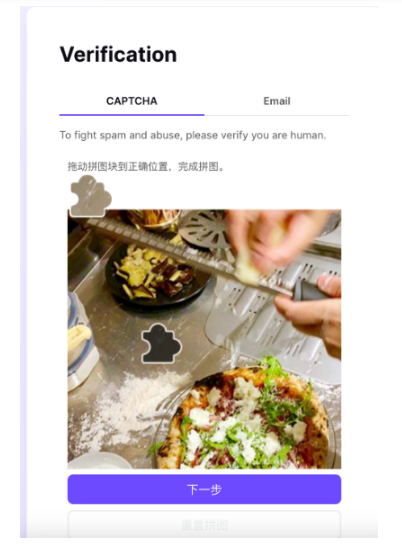 Verification
CAPTCHA
Email
To fight spam and abuse, please verify you are human.
拖动拼图块到正确位置，完成拼图。
下一步
重置拼图